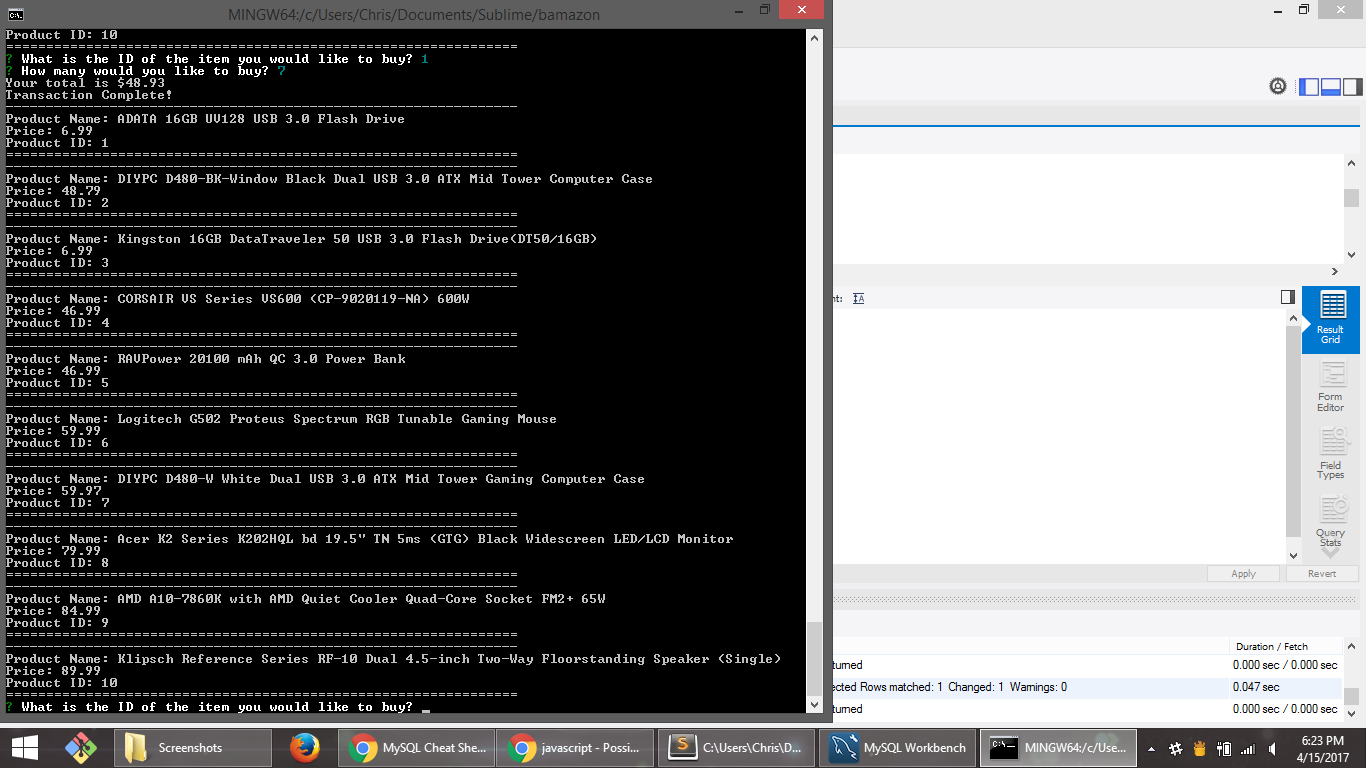 MINGW64:/c/Users/Chris/Documents/Sublime/bamazon
Product ID: 10
================================================================
? What is the ID of the item you would like to buy? 1
? How many would you like to buy? 7
Your total is $48.93
Transaction Complete!
----------------------------------------------------------------
Product Name: ADATA 16GB UV128 USB 3.0 Flash Drive
Price: 6.99
Product ID: 1
================================================================
----------------------------------------------------------------
Product Name: DIYPC D480-BK-Window Black Dual USB 3.0 ATX Mid Tower Computer Case
Price: 48.79
Product ID: 2
================================================================
----------------------------------------------------------------
Product Name: Kingston 16GB DataTraveler 50 USB 3.0 Flash Drive(DT50/16GB)
Price: 6.99
Product ID: 3
================================================================
----------------------------------------------------------------
Product Name: CORSAIR VS Series VS600 (CP-9020119-NA) 600W
Price: 46.99
Product ID: 4
================================================================
----------------------------------------------------------------
Product Name: RAVPower 20100 mAh QC 3.0 Power Bank
Price: 46.99
Product ID: 5
================================================================
----------------------------------------------------------------
Product Name: Logitech G502 Proteus Spectrum RGB Tunable Gaming Mouse
Price: 59.99
Product ID: 6
================================================================
----------------------------------------------------------------
Product Name: DIYPC D480-W White Dual USB 3.0 ATX Mid Tower Gaming Computer Case
Price: 59.97
Product ID: 7
================================================================
----------------------------------------------------------------
Product Name: Acer K2 Series K202HQL bd 19.5" TN 5ms (GTG) Black Widescreen LED/LCD Monitor
Price: 79.99
Product ID: 8
================================================================
----------------------------------------------------------------
Product Name: AMD A10-7860K with AMD Quiet Cooler Quad-Core Socket FM2+ 65W
Price: 84.99
Product ID: 9
================================================================
----------------------------------------------------------------
Product Name: Klipsch Reference Series RF-10 Dual 4.5-inch Two-Way Floorstanding Speaker (Single)
Price: 89.99
Product ID: 10
================================================================
? What is the ID of the item you would like to buy? _
nt:
Result
Grid
Form
Editor
Field
Types
Query
Stats
Apply Revert
Duration / Fetch
turned 0.000 sec / 0.000 sec
ected Rows matched: 1 Changed: 1 Warnings: 0 0.047 sec
turned 0.000 sec / 0.000 sec
Screenshots MySQL Cheat She... javascript - Possi... C:\Users\Chris\D... MySQL Workbench MINGW64:/c/Use...
6:23 PM
4/15/2017